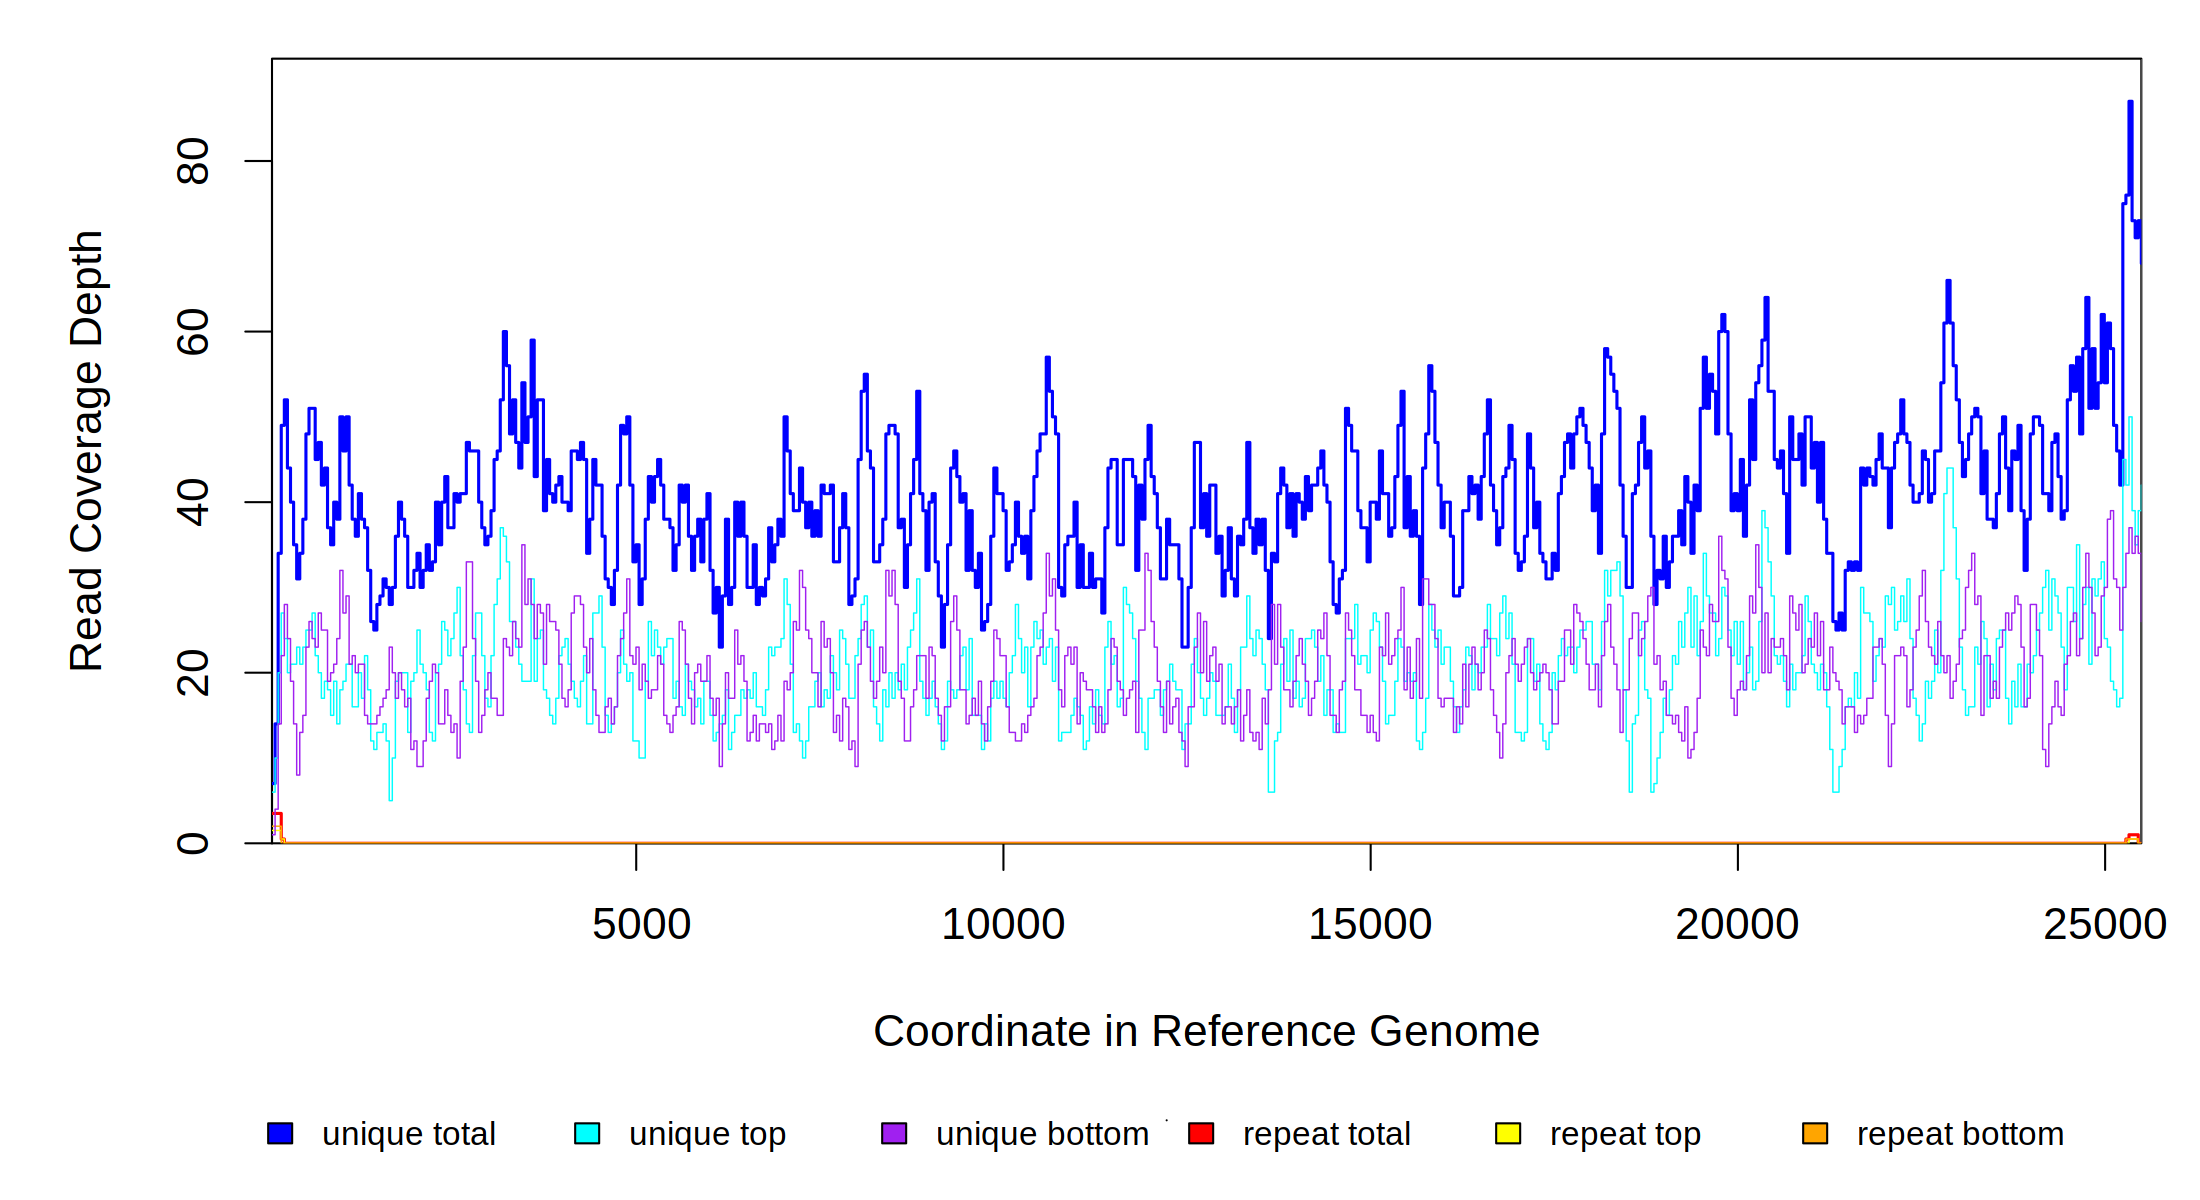 Read Coverage Depth
80
60
40
20
0
5000 10000 15000 20000 25000
Coordinate in Reference Genome
unique total unique top unique bottom repeat total repeat top repeat bottom